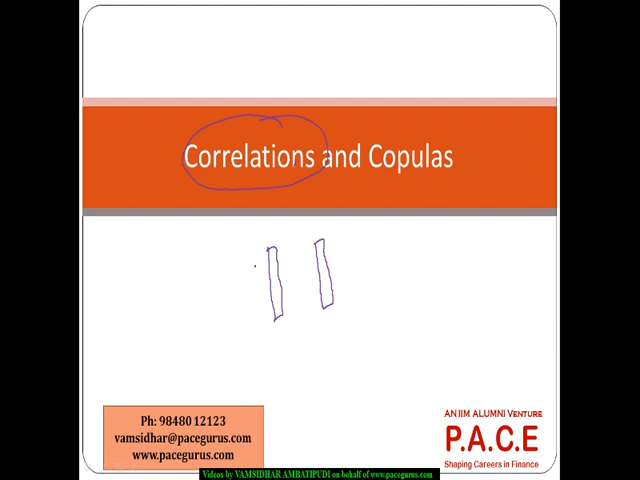 Correlations and Copulas
Ph: 98480 12123
vamsidhar@pacegurus.com
www.pacegurus.com
AN IIM ALUMNI VENTURE
P.A.C.E
Shaping Careers in Finance
Videos by VAMSIDHAR AMBATIPUDI on behalf of www.pacegurus.com